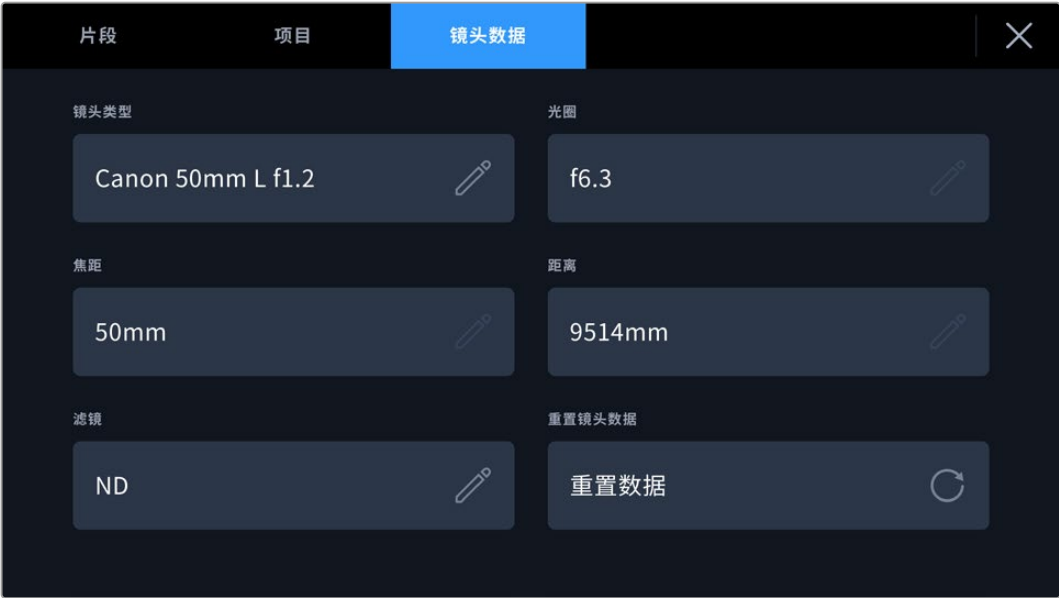 片段 项目 镜头数据
镜头类型 光圈
Canon 50mm L f1.2 f6.3
焦距 距离
50mm 9514mm
滤镜 重置镜头数据
ND 重置数据